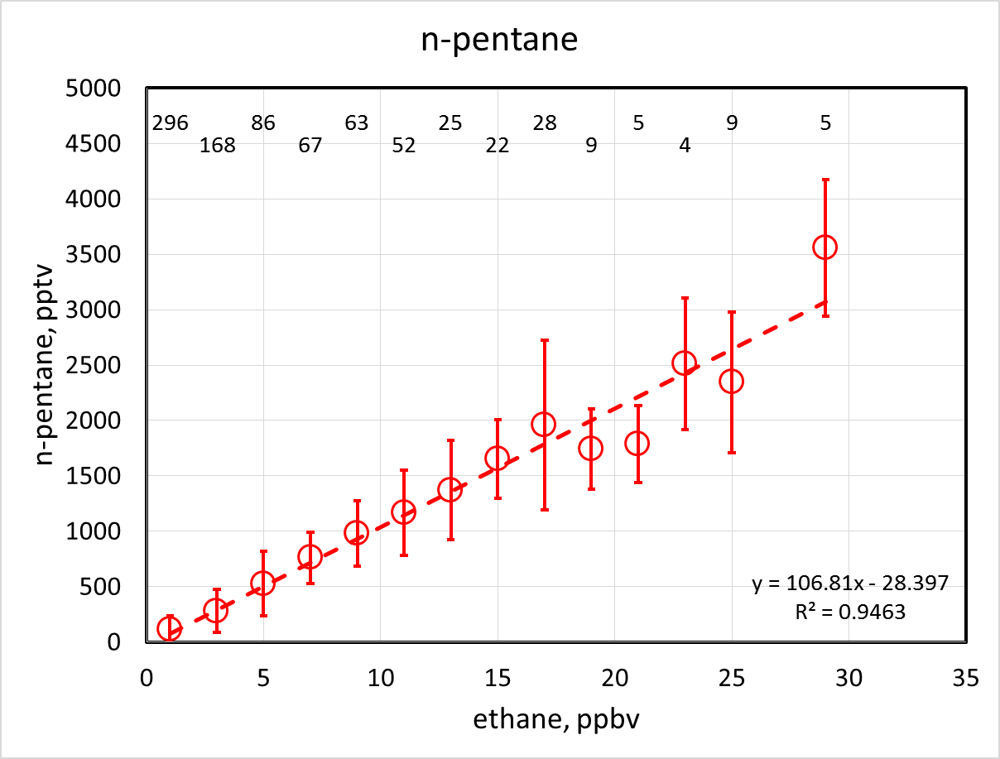 n-pentane
5000
4500
4000
3500
3000
2500
2000
1500
1000
500
0
n-pentane, pptv
296 86 63 25 28 5 9 5
168 67 52 22 9 4
y = 106.81x - 28.397
R² = 0.9463
0 5 10 15 20 25 30 35
ethane, ppbv